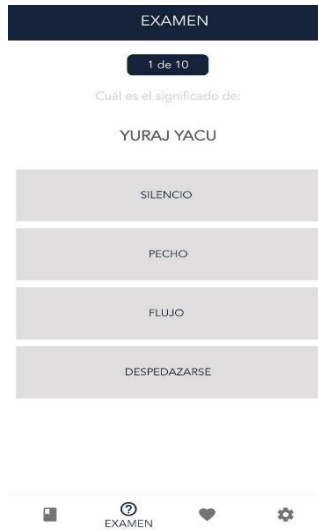 EXAMEN
1 de 10
Cuál es el significado de:
YURAJ YACU
SILENCIO
PECHO
FLUJO
DESPEDAZARSE
EXAMEN